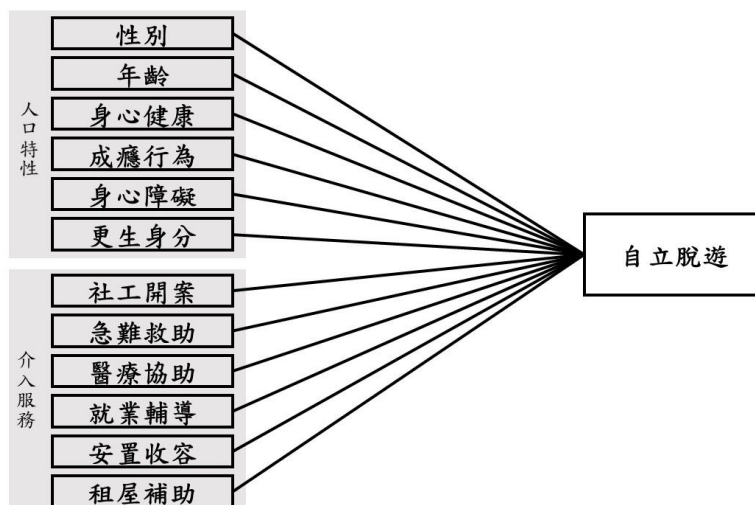 人口特性
性別
年齡
身心健康
成癮行為
身心障礙
更生身分
介入服務
社工開案
急難救助
醫療協助
就業輔導
安置收容
租屋補助
自立脫遊